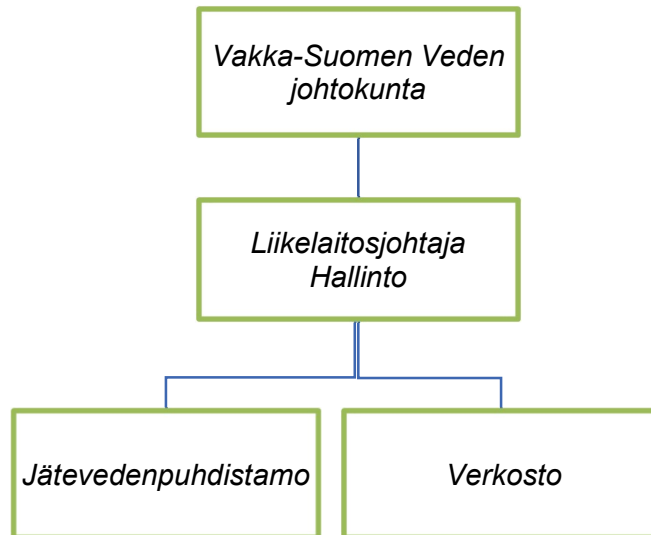 Vakka-Suomen Veden
johtokunta
Liikelaitosjohtaja
Hallinto
Jätevedenpuhdistamo
Verkosto